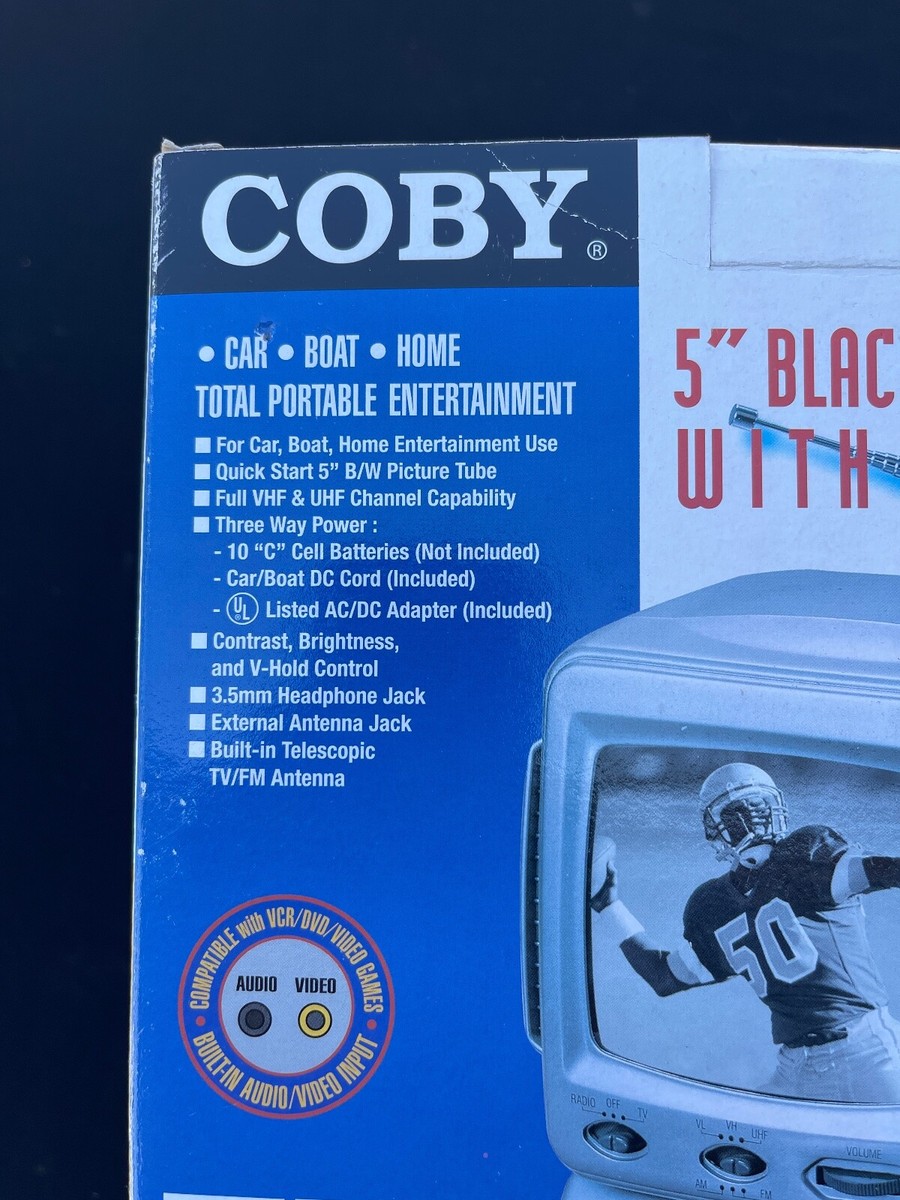 COBY®
• CAR • BOAT • HOME
TOTAL PORTABLE ENTERTAINMENT
■ For Car, Boat, Home Entertainment Use
■ Quick Start 5” B/W Picture Tube
■ Full VHF & UHF Channel Capability
■ Three Way Power :
- 10 “C” Cell Batteries (Not Included)
- Car/Boat DC Cord (Included)
- UL® Listed AC/DC Adapter (Included)
■ Contrast, Brightness,
and V-Hold Control
■ 3.5mm Headphone Jack
■ External Antenna Jack
■ Built-in Telescopic
TV/FM Antenna
5” BLAC
WITH
50
COMPATIBLE with VCR/DVD/VIDEO GAMES
AUDIO VIDEO
• BUILT-IN AUDIO/VIDEO INPUT •
RADIO OFF TV
VL VH UHF
VOLUME
AM FM